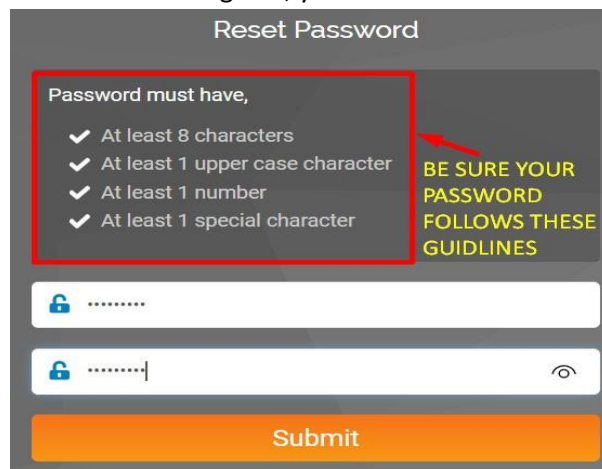 Reset Password
Password must have,
At least 8 characters
At least 1 upper case character
At least 1 number
At least 1 special character
BE SURE YOUR
PASSWORD
FOLLOWS THESE
GUIDLINES
Submit